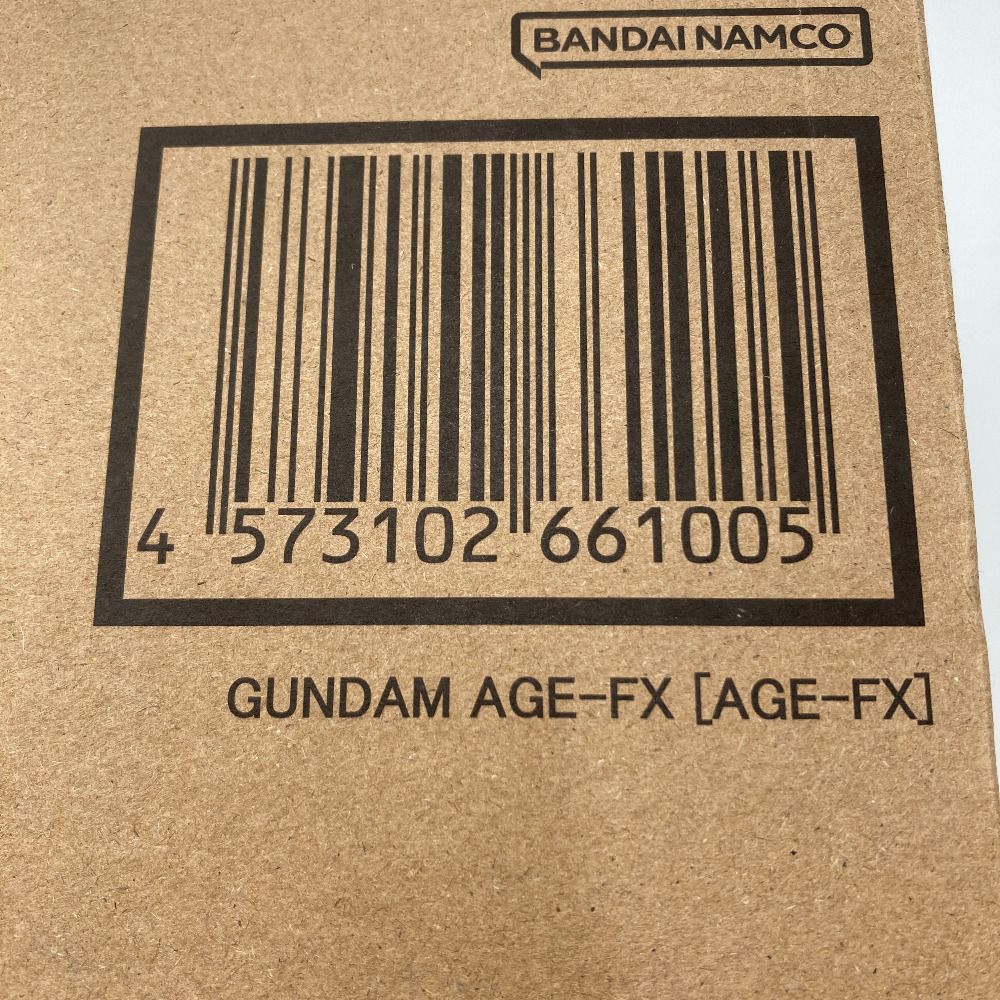 BANDAI NAMCO
4 573102 661005
GUNDAM AGE-FX [AGE-FX]